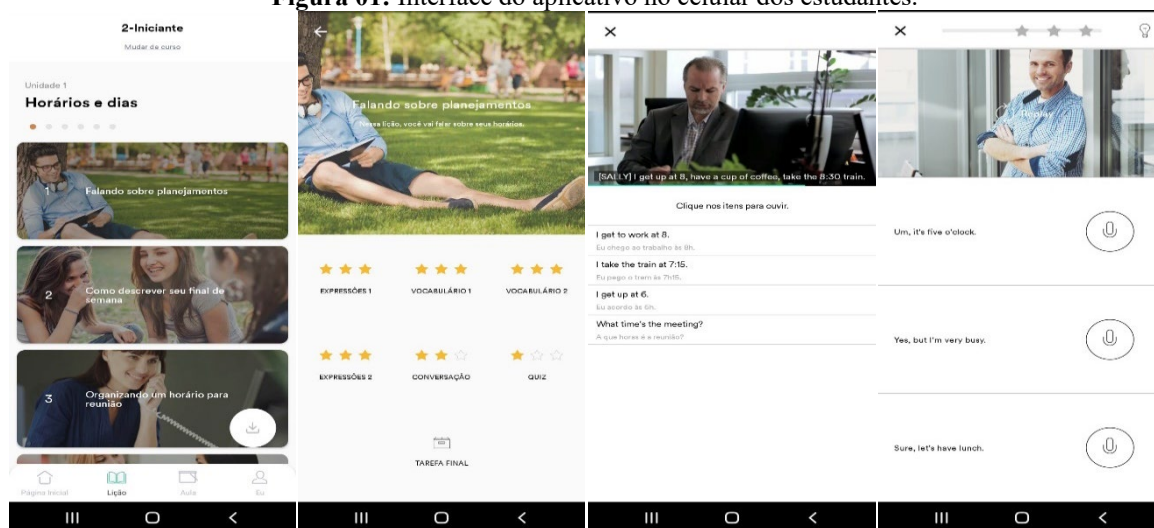 Figura 01: Interface do aplicativo no celular dos estudantes.
2-Iniciante
Mudar de curso
Unidade 1
Horários e dias
1
Falando sobre planejamentos
2
Como descrever seu final de
semana
3
Organizando um horário para
reunião
Página Inicial
Lição
Aula
Eu
Falando sobre planejamentos
Nessa lição, você vai falar sobre seus horários.
EXPRESSÕES 1
VOCABULÁRIO 1
VOCABULÁRIO 2
EXPRESSÕES 2
CONVERSAÇÃO
QUIZ
TAREFA FINAL
[SALLY] I get up at 8, have a cup of coffee, take the 8:30 train.
Clique nos itens para ouvir.
I get to work at 8.
Eu chego ao trabalho às 8h.
I take the train at 7:15.
Eu pego o trem às 7h15.
I get up at 6.
Eu acordo às 6h.
What time's the meeting?
A que horas é a reunião?
Replay
Um, it's five o'clock.
Yes, but I'm very busy.
Sure, let's have lunch.